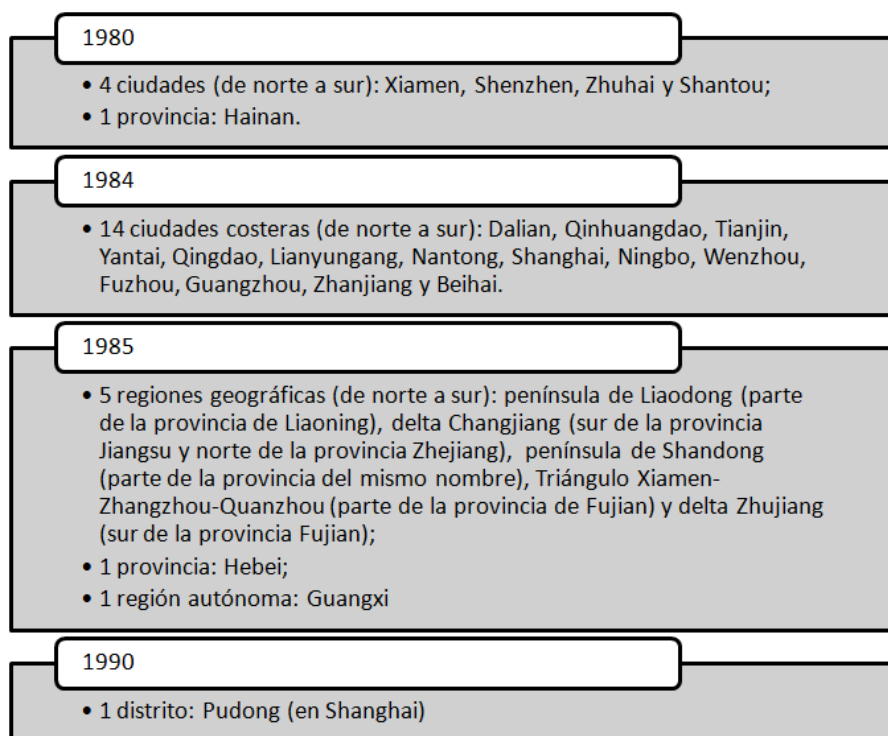 1980
• 4 ciudades (de norte a sur): Xiamen, Shenzhen, Zhuhai y Shantou;
• 1 provincia: Hainan.
1984
• 14 ciudades costeras (de norte a sur): Dalian, Qinhuangdao, Tianjin,
Yantai, Qingdao, Lianyungang, Nantong, Shanghai, Ningbo, Wenzhou,
Fuzhou, Guangzhou, Zhanjiang y Beihai.
1985
• 5 regiones geográficas (de norte a sur): península de Liaodong (parte
de la provincia de Liaoning), delta Changjiang (sur de la provincia
Jiangsu y norte de la provincia Zhejiang), península de Shandong
(parte de la provincia del mismo nombre), Triángulo Xiamen-
Zhangzhou-Quanzhou (parte de la provincia de Fujian) y delta Zhujiang
(sur de la provincia Fujian);
• 1 provincia: Hebei;
• 1 región autónoma: Guangxi
1990
• 1 distrito: Pudong (en Shanghai)